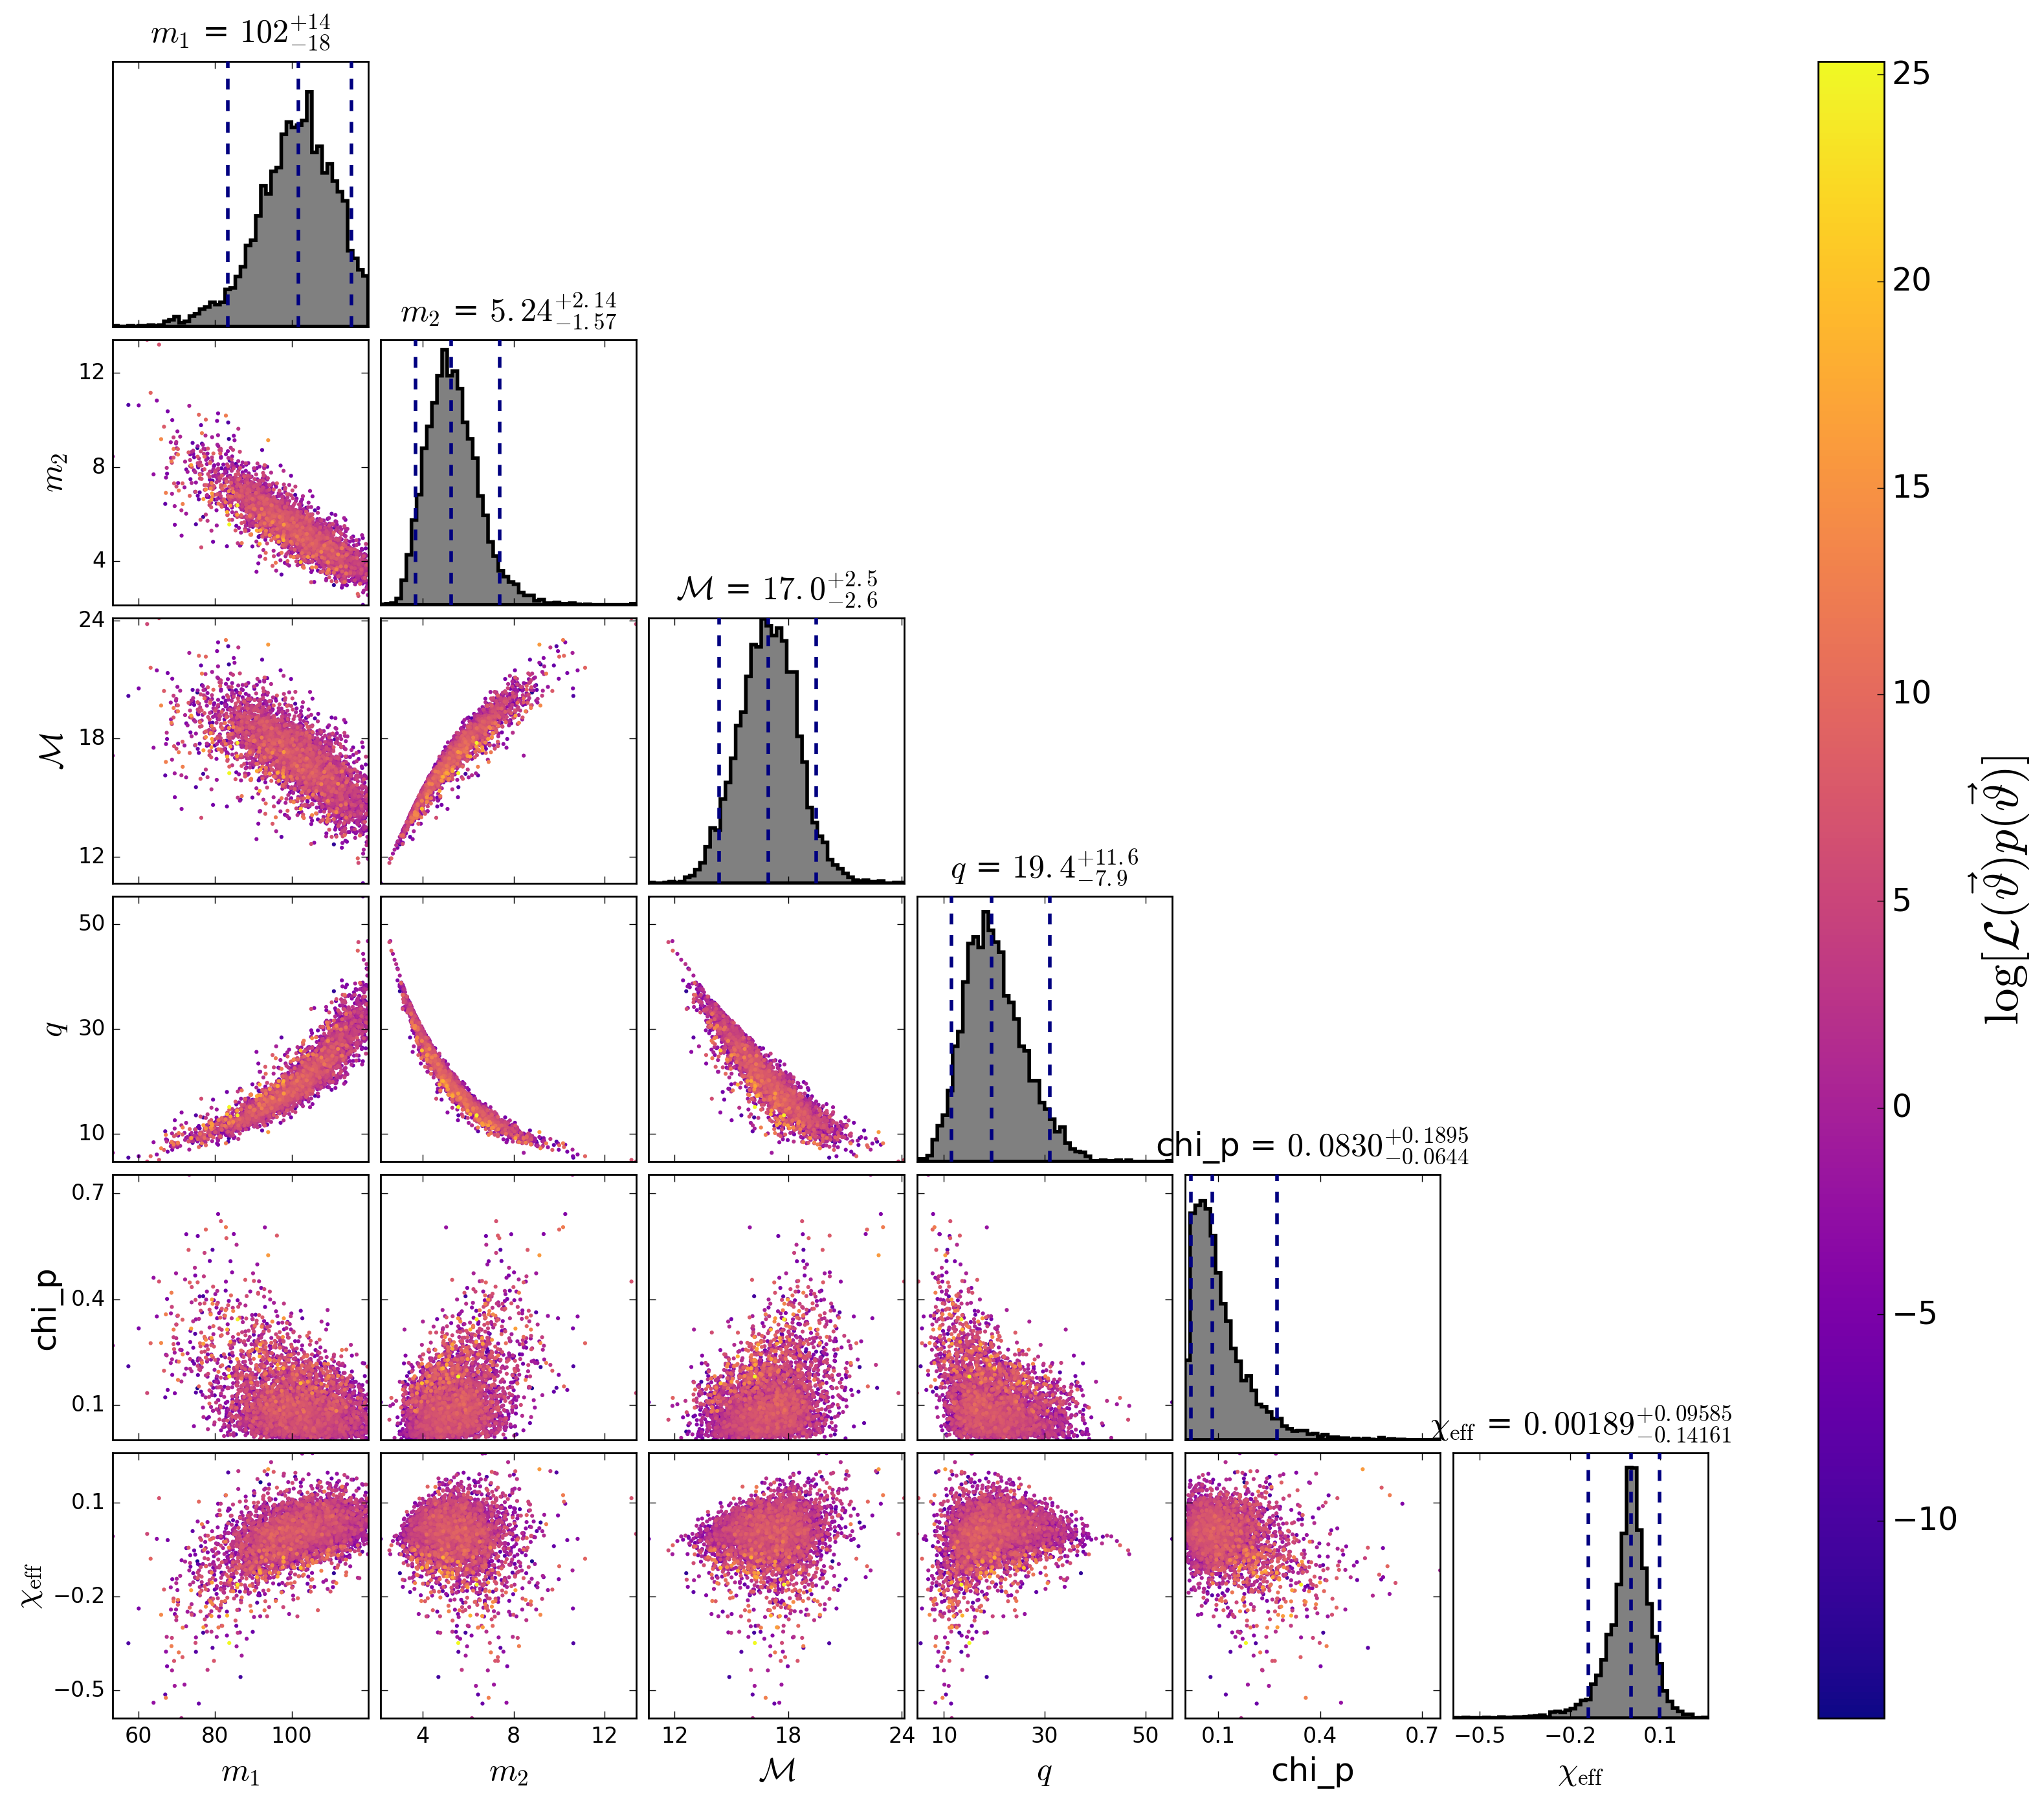 m₁ = 102⁺¹⁴₋₁₈
25
m₂ = 5.24⁺²·¹⁴₋₁.₅₇
12
8
4
m₂
20
ℳ = 17.0⁺²·⁵₋₂.₆
24
18
12
ℳ
15
q = 19.4⁺¹¹·⁶₋₇.₉
50
30
10
q
10
log[ℒ(ϑ⃗)p(ϑ⃗)]
5
0
chi_p = 0.0830⁺⁰·¹⁸⁹⁵₋₀.₀₆₄₄
0.7
0.4
0.1
chi_p
−5
χ_eff = 0.00189⁺⁰·⁰⁹⁵⁸⁵₋₀.₁₄₁₆₁
0.1
−0.2
−0.5
χ_eff
−10
60 80 100 4 8 12 12 18 24 10 30 50 0.1 0.4 0.7 −0.5 −0.2 0.1
m₁ m₂ ℳ q chi_p χ_eff